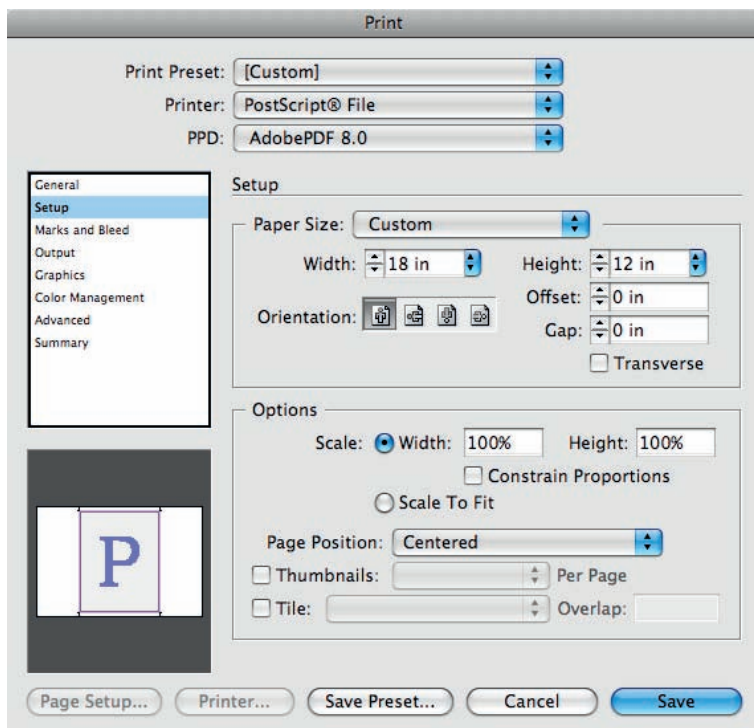 Print
Print Preset: [Custom]
Printer: PostScript® File
PPD: AdobePDF 8.0
General
Setup
Marks and Bleed
Output
Graphics
Color Management
Advanced
Summary
Setup
Paper Size: Custom
Width: 18 in Height: 12 in
Orientation: Offset: 0 in
Gap: 0 in
Transverse
Options
Scale: Width: 100% Height: 100%
Constrain Proportions
Scale To Fit
Page Position: Centered
Thumbnails: Per Page
Tile: Overlap:
P
Page Setup... Printer... Save Preset... Cancel Save